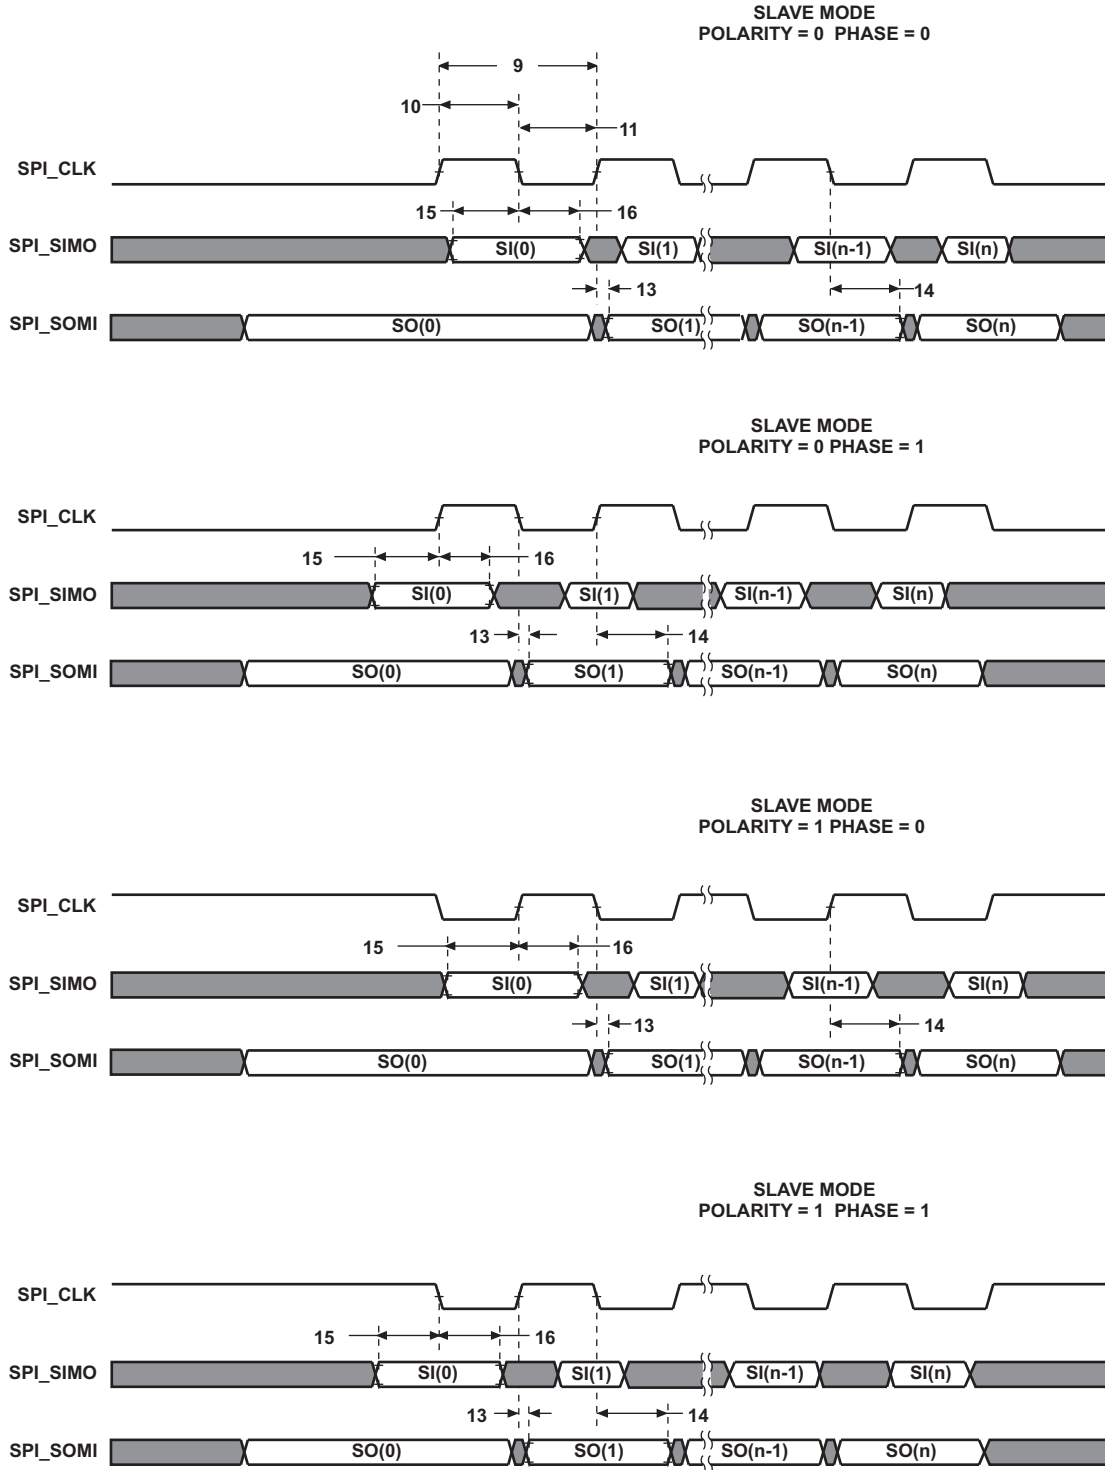 SLAVE MODE
POLARITY = 0 PHASE = 0
9
10
11
SPI_CLK
15 16
SPI_SIMO SI(0) SI(1) SI(n-1) SI(n)
13 14
SPI_SOMI SO(0) SO(1) SO(n-1) SO(n)
SLAVE MODE
POLARITY = 0 PHASE = 1
SPI_CLK
15 16
SPI_SIMO SI(0) SI(1) SI(n-1) SI(n)
13 14
SPI_SOMI SO(0) SO(1) SO(n-1) SO(n)
SLAVE MODE
POLARITY = 1 PHASE = 0
SPI_CLK
15 16
SPI_SIMO SI(0) SI(1) SI(n-1) SI(n)
13 14
SPI_SOMI SO(0) SO(1) SO(n-1) SO(n)
SLAVE MODE
POLARITY = 1 PHASE = 1
SPI_CLK
15 16
SPI_SIMO SI(0) SI(1) SI(n-1) SI(n)
13 14
SPI_SOMI SO(0) SO(1) SO(n-1) SO(n)